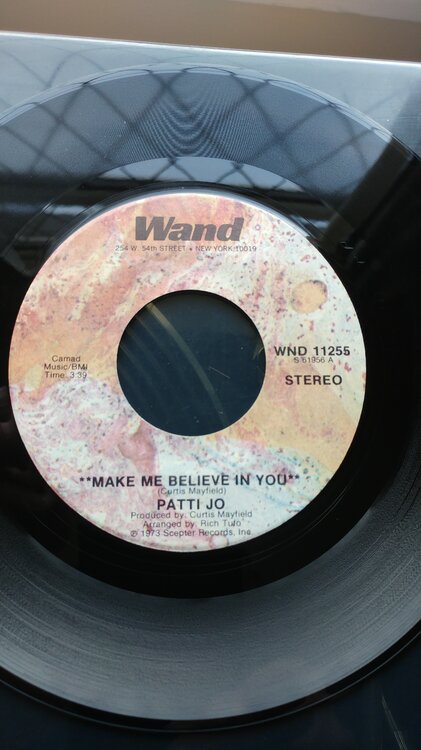 Wand
254 W. 54th STREET • NEW YORK 10019
Camad
Music/BMI
Time: 3:39
WND 11255
S 61956 A
STEREO
**MAKE ME BELIEVE IN YOU**
(Curtis Mayfield)
PATTI JO
Produced by: Curtis Mayfield
Arranged by: Rich Tufo
℗ 1973 Scepter Records, Inc.